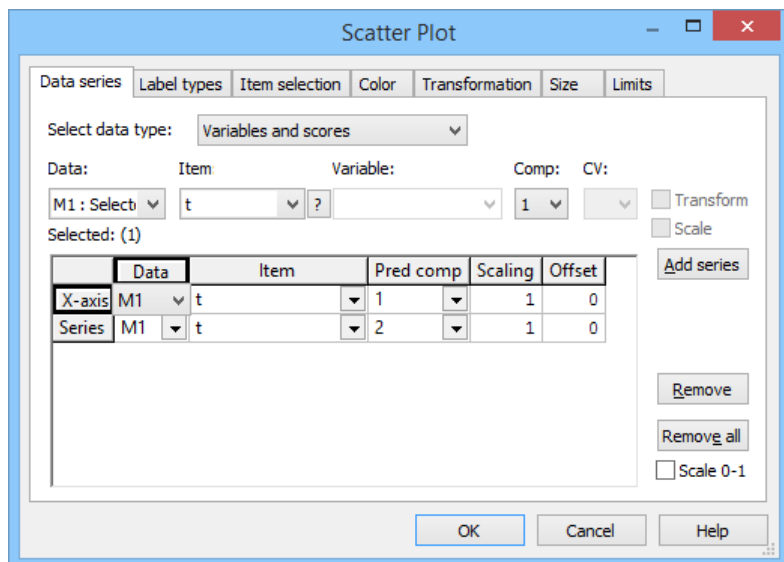 Scatter Plot
Data series Label types Item selection Color Transformation Size Limits
Select data type: Variables and scores
Data: Item: Variable: Comp: CV:
M1 : Selecti t ? 1 Transform
Scale
Selected: (1)
Add series
Data Item Pred comp Scaling Offset
X-axis M1 t 1 1 0
Series M1 t 2 1 0
Remove
Remove all
Scale 0-1
OK Cancel Help